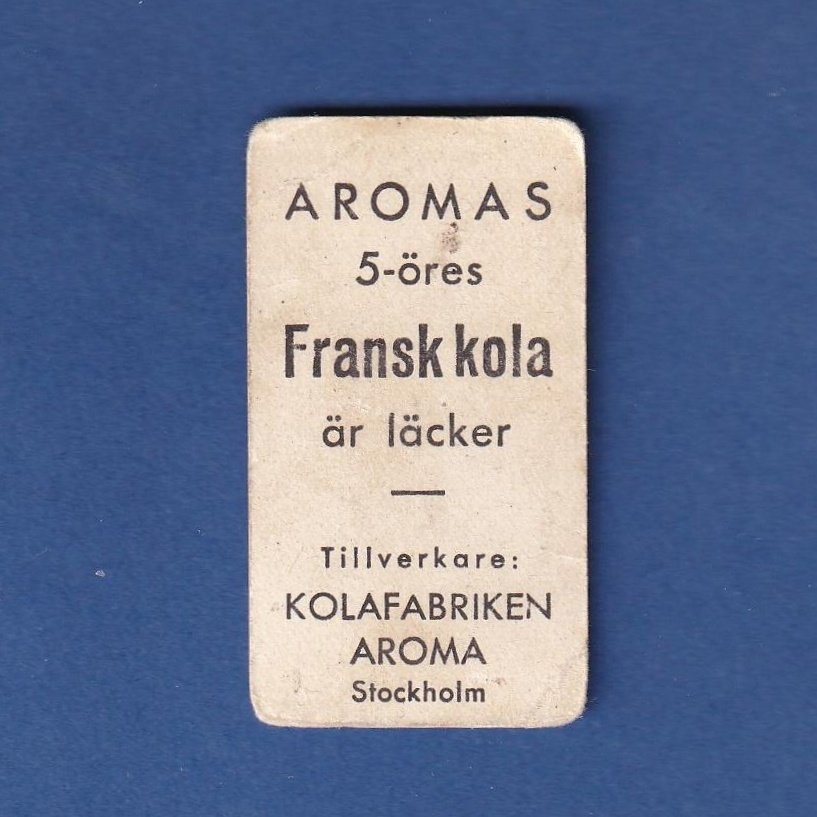 AROMAS
5-öres
Fransk kola
är läcker
Tillverkare:
KOLAFABRIKEN
AROMA
Stockholm